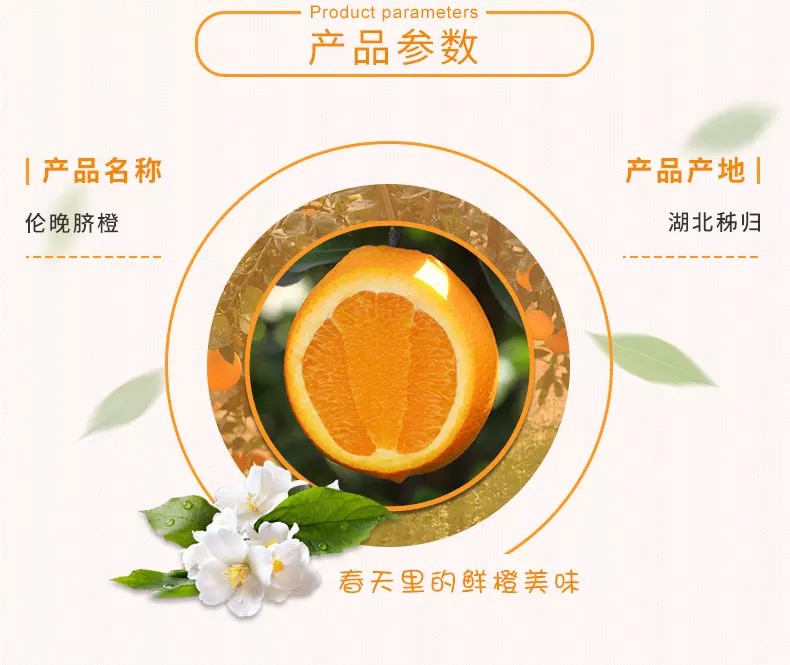 Product parameters
产品参数
产品名称
伦晚脐橙
产品产地
湖北秭归
春天里的鲜橙美味